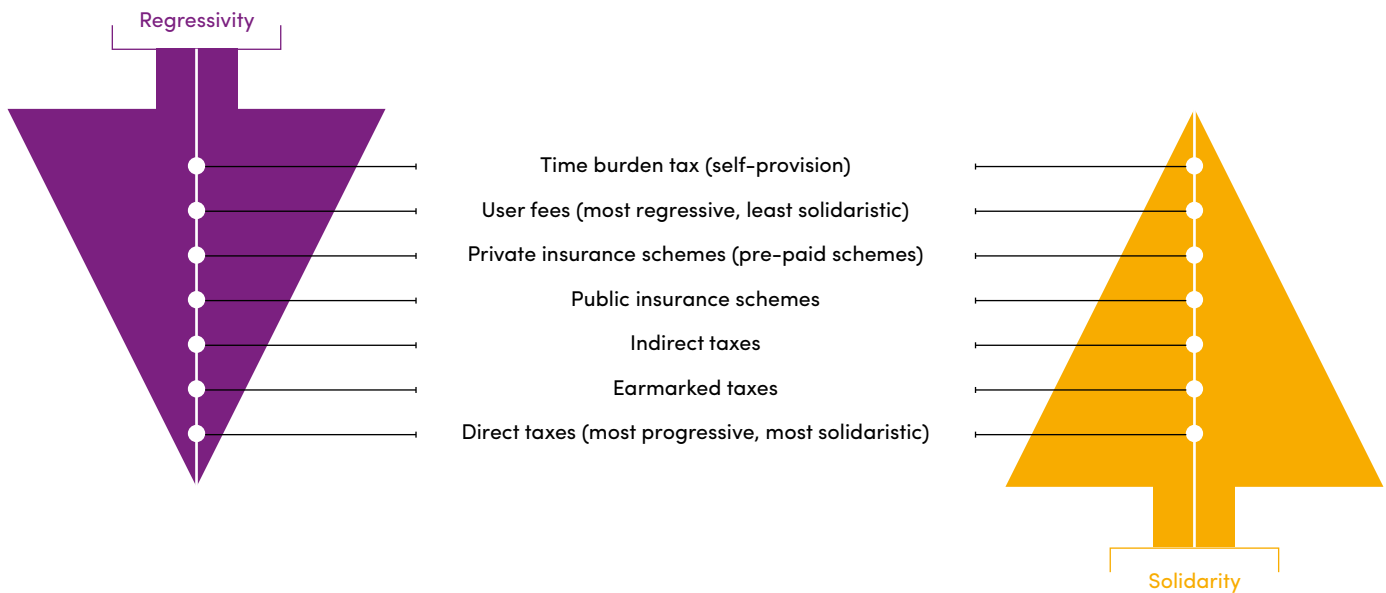 Regressivity
Time burden tax (self-provision)
User fees (most regressive, least solidaristic)
Private insurance schemes (pre-paid schemes)
Public insurance schemes
Indirect taxes
Earmarked taxes
Direct taxes (most progressive, most solidaristic)
Solidarity